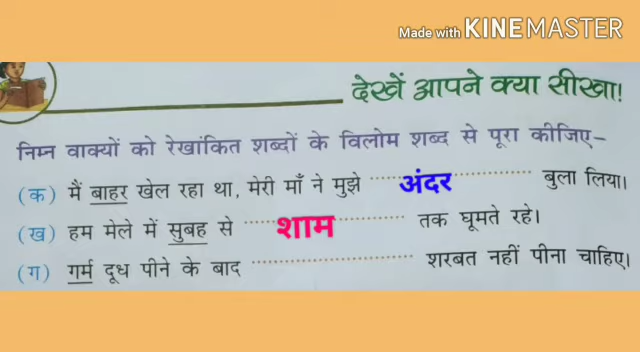 Made with KINEMASTER
देखें आपने क्या सीखा!
निम्न वाक्यों को रेखांकित शब्दों के विलोम शब्द से पूरा कीजिए–
(क) मैं बाहर खेल रहा था, मेरी माँ ने मुझे अंदर बुला लिया।
(ख) हम मेले में सुबह से शाम तक घूमते रहे।
(ग) गर्म दूध पीने के बाद .................... शरबत नहीं पीना चाहिए।